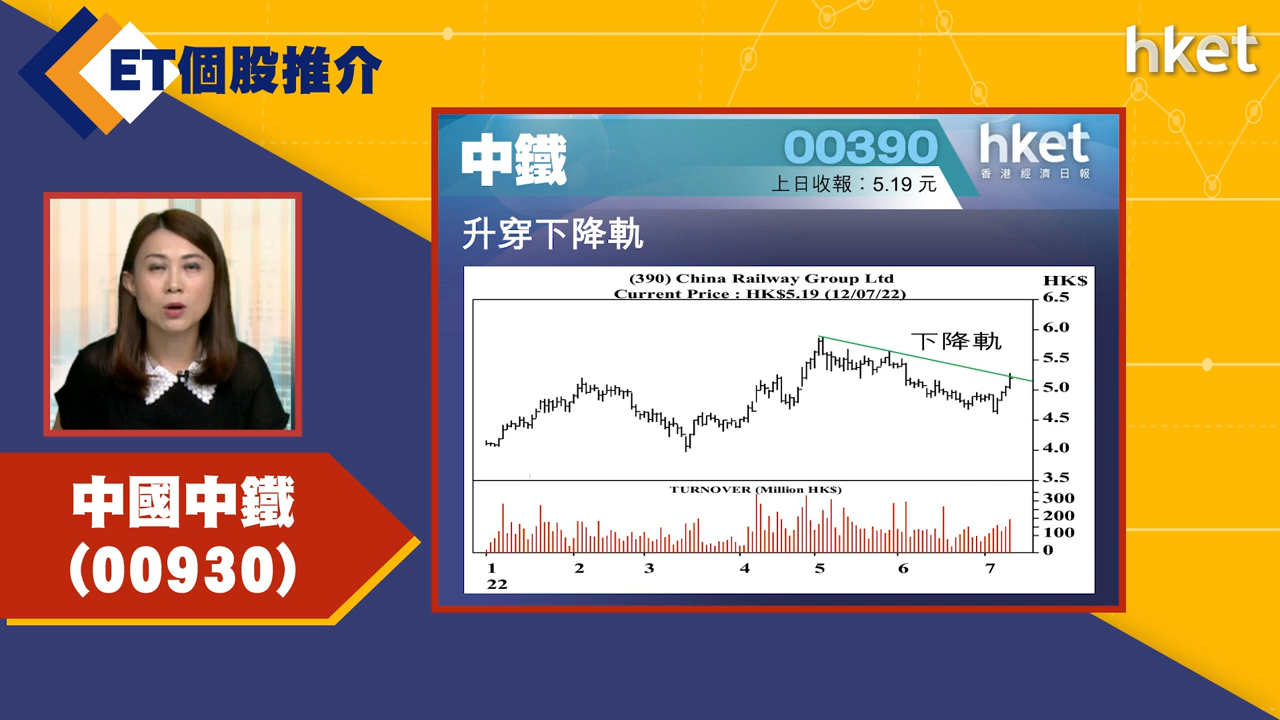 ET個股推介
hket
中鐵
00390
上日收報：5.19 元
hket
香港經濟日報
升穿下降軌
(390) China Railway Group Ltd
Current Price : HK$5.19 (12/07/22)
HK$
6.5
6.0
下降軌
5.5
5.0
4.5
4.0
3.5
TURNOVER (Million HK$)
300
200
100
0
1 2 3 4 5 6 7
22
中國中鐵
(00930)